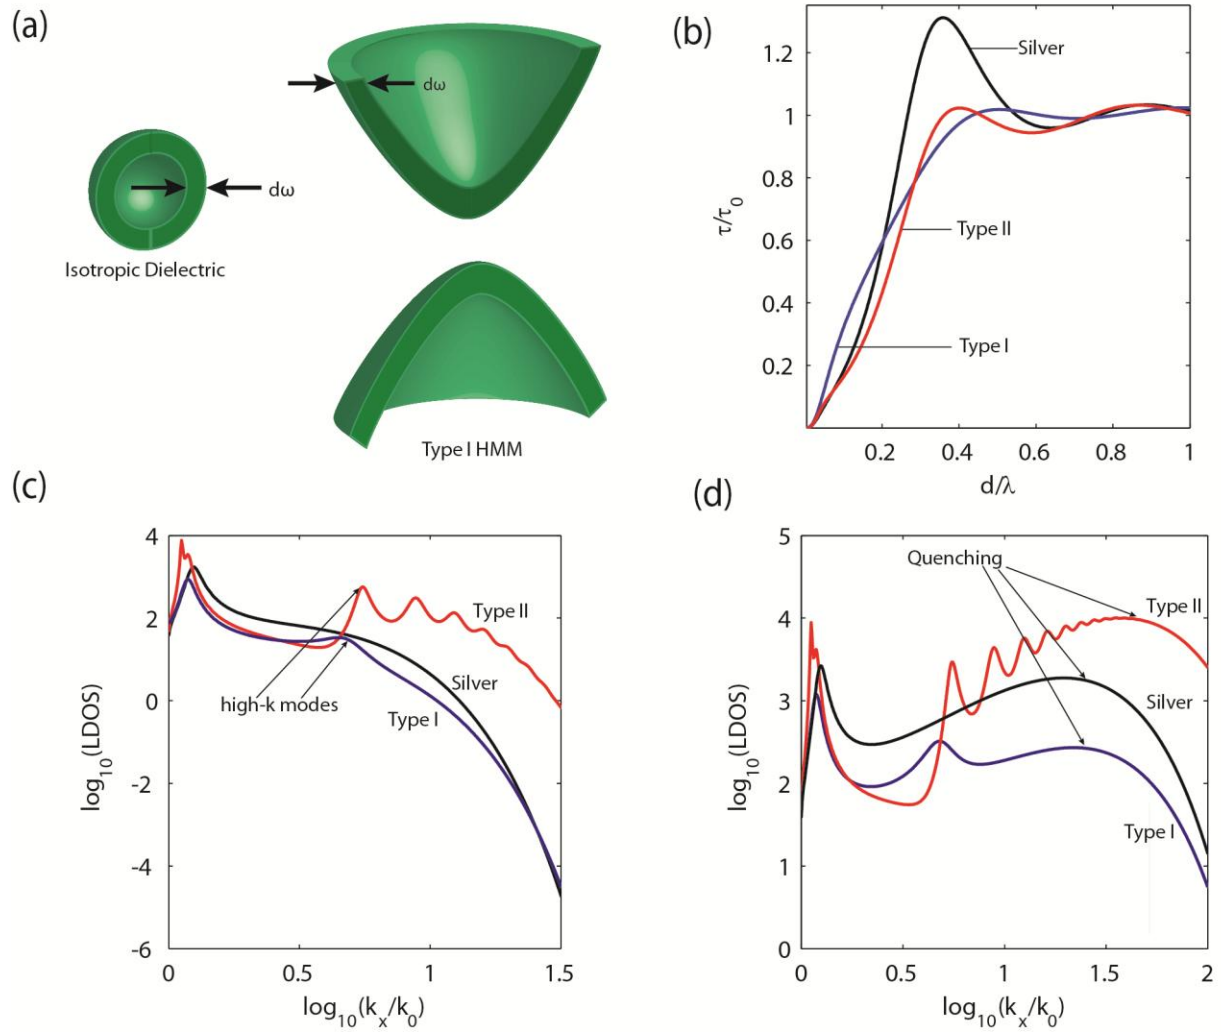 (a)
dω
dω
Isotropic Dielectric
Type I HMM
(b)
τ/τ0
1.2
1
0.8
0.6
0.4
0.2
Silver
Type II
Type I
0.2 0.4 0.6 0.8 1
d/λ
(c)
log10(LDOS)
4
2
0
-2
-4
-6
Type II
Silver
high-k modes
Type I
0 0.5 1 1.5
log10(kx/k0)
(d)
log10(LDOS)
5
4
3
2
1
0
Quenching
Type II
Silver
Type I
0 0.5 1 1.5 2
log10(kx/k0)